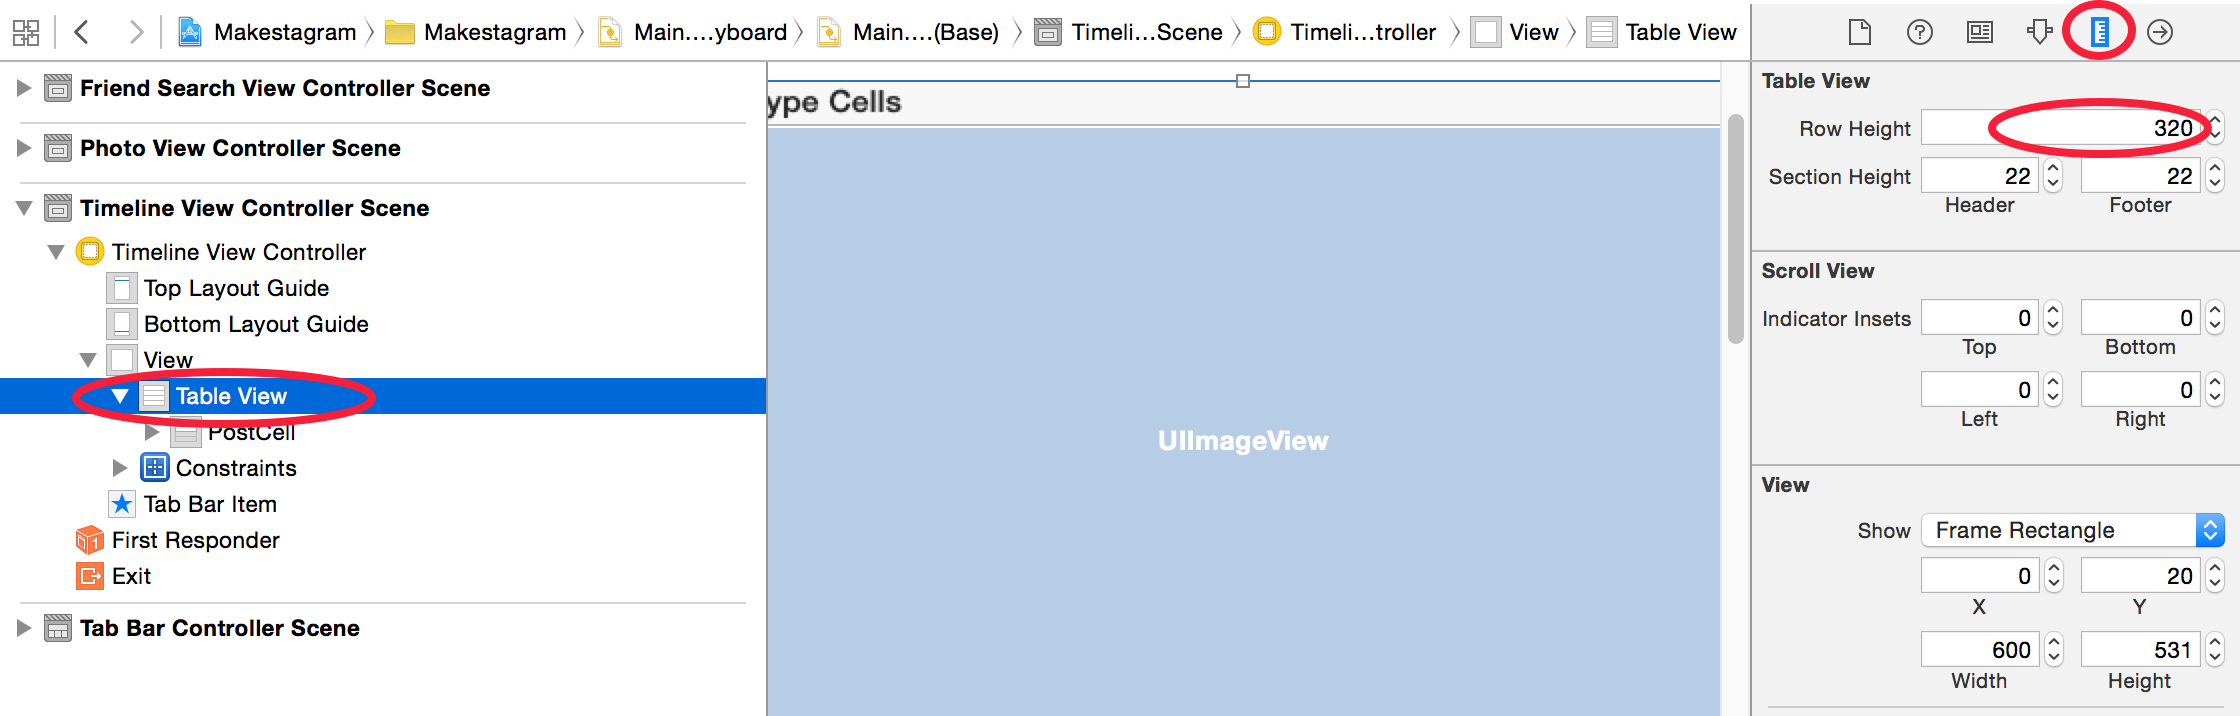 Makestagram Makestagram Main....yboard Main....(Base) Timeli...Scene Timeli...troller View Table View
Friend Search View Controller Scene
Photo View Controller Scene
Timeline View Controller Scene
Timeline View Controller
Top Layout Guide
Bottom Layout Guide
View
Table View
PostCell
Constraints
Tab Bar Item
First Responder
Exit
Tab Bar Controller Scene
ype Cells
UIImageView
Table View
Row Height 320
Section Height 22 22
Header Footer
Scroll View
Indicator Insets 0 0
Top Bottom
0 0
Left Right
View
Show Frame Rectangle
0 20
X Y
600 531
Width Height